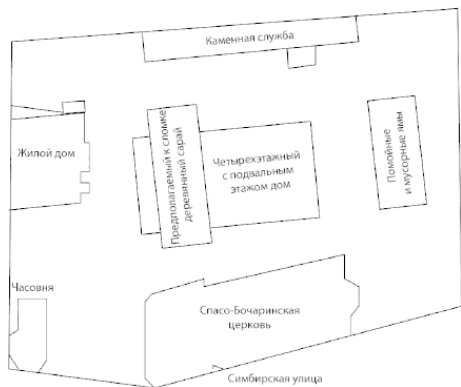 Каменная служба
Жилой дом
Предполагаемый к сломке
деревянный сарай
Четырехэтажный
с подвальным
этажом дом
Помойные
и мусорные ямы
Часовня
Спасо-Бочаринская
церковь
Симбирская улица